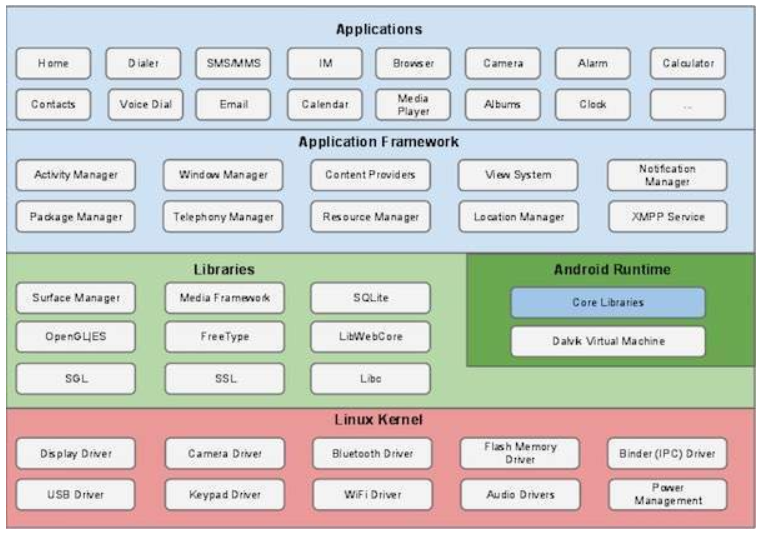 Applications
Home
Dialer
SMS/MMS
IM
Browser
Camera
Alarm
Calculator
Contacts
Voice Dial
Email
Calendar
Media
Player
Albums
Clock
...
Application Framework
Activity Manager
Window Manager
Content Providers
View System
Notification
Manager
Package Manager
Telephony Manager
Resource Manager
Location Manager
XMPP Service
Libraries
Surface Manager
Media Framework
SQLite
OpenGL|ES
FreeType
LibWebCore
SGL
SSL
Libc
Android Runtime
Core Libraries
Dalvik Virtual Machine
Linux Kernel
Display Driver
Camera Driver
Bluetooth Driver
Flash Memory
Driver
Binder (IPC) Driver
USB Driver
Keypad Driver
WiFi Driver
Audio Drivers
Power
Management